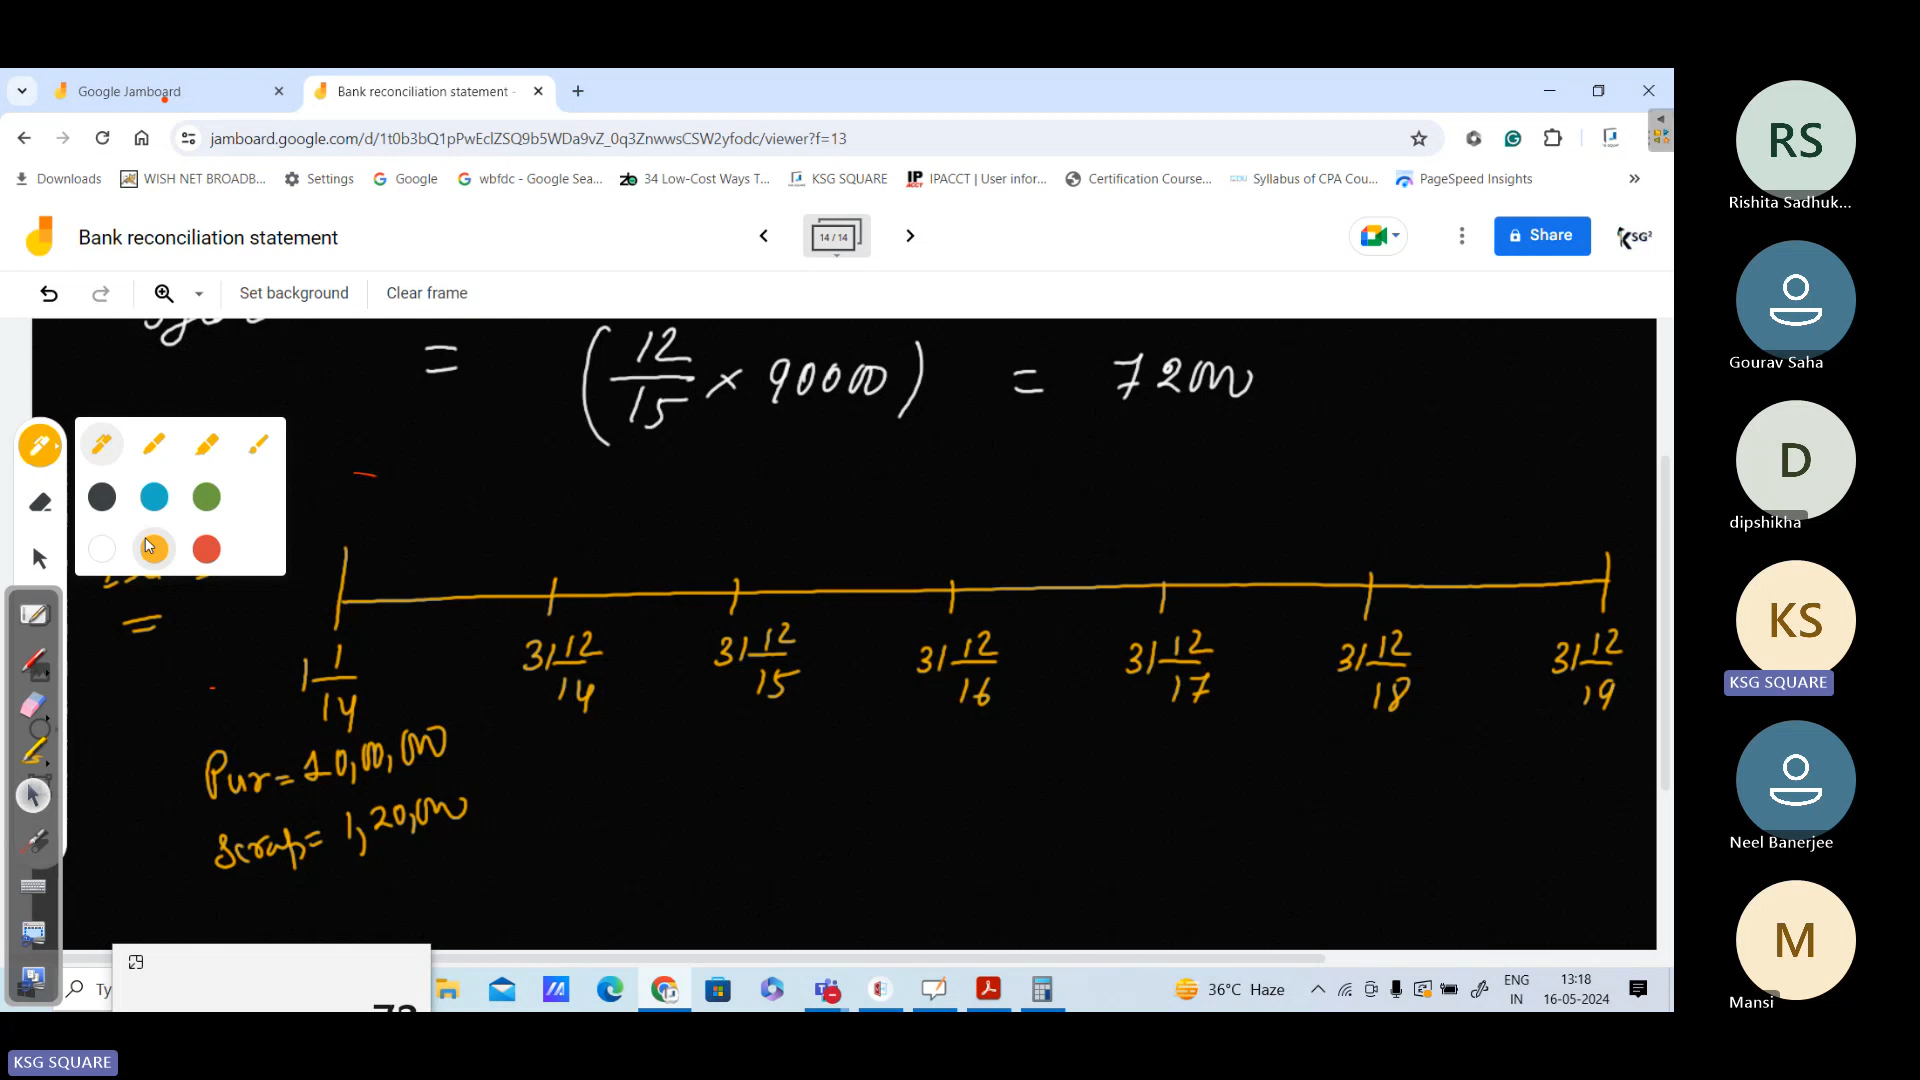 Google Jamboard
Bank reconciliation statement -
jamboard.google.com/d/1t0b3bQ1pPwEclZSQ9b5WDa9vZ_0q3ZnwwsCSW2yfodc/viewer?f=13
Downloads WISH NET BROADB... Settings Google wbfdc - Google Sea... 34 Low-Cost Ways T... KSG SQUARE IPACCT | User infor... Certification Course... Syllabus of CPA Cou... PageSpeed Insights
Bank reconciliation statement
14 / 14
Share
KSG²
Set background Clear frame
= (12/15 × 90000) = 72000
1 1/14 31 12/14 31 12/15 31 12/16 31 12/17 31 12/18 31 12/19
Pur = 10,00,000
Scrap = 1,20,000
Ty
36°C Haze
ENG
IN
13:18
16-05-2024
RS
Rishita Sadhuk...
Gourav Saha
D
dipshikha
KS
KSG SQUARE
Neel Banerjee
M
Mansi
KSG SQUARE